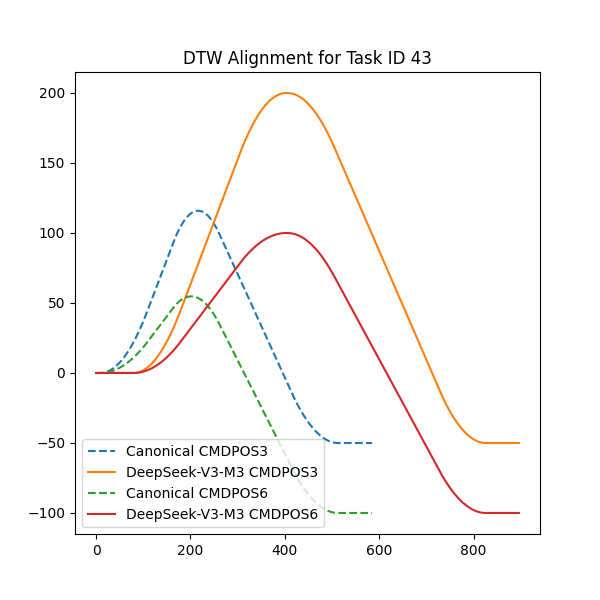 DTW Alignment for Task ID 43
200
150
100
50
0
−50
−100
Canonical CMDPOS3
DeepSeek-V3-M3 CMDPOS3
Canonical CMDPOS6
DeepSeek-V3-M3 CMDPOS6
0 200 400 600 800